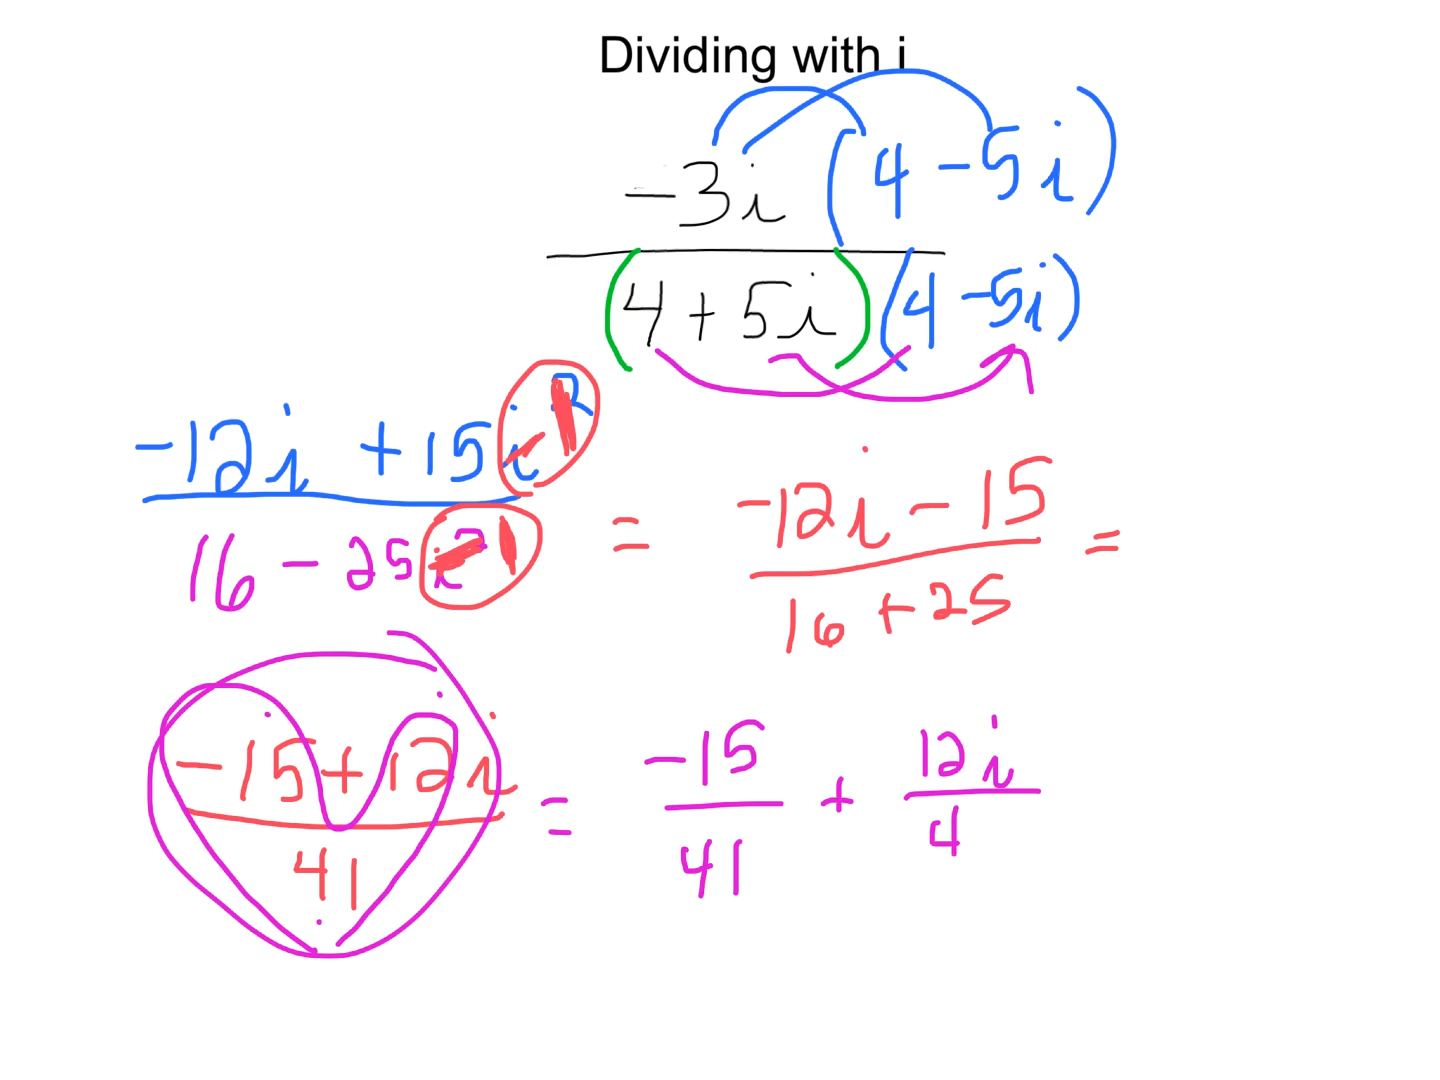 Dividing with i
-3i (4 - 5i)
(4 + 5i) (4 - 5i)
-12i + 15i²
16 - 25i² = -12i - 15 =
16 + 25
-15 + 12i = -15 + 12i
41 41 4